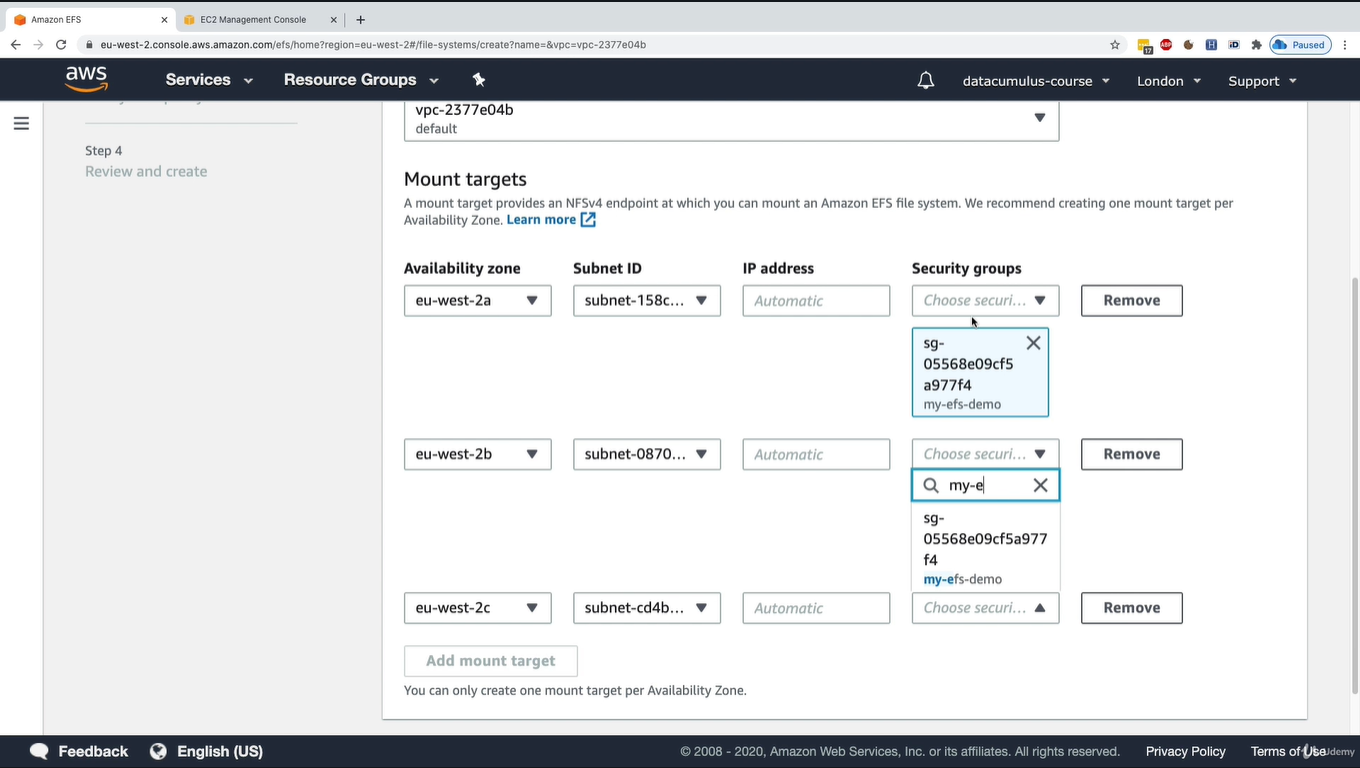 Amazon EFS
EC2 Management Console
eu-west-2.console.aws.amazon.com/efs/home?region=eu-west-2#/file-systems/create?name=&vpc=vpc-2377e04b
17
ABP
H
iD
Paused
aws
Services
Resource Groups
datacumulus-course
London
Support
vpc-2377e04b
default
Step 4
Review and create
Mount targets
A mount target provides an NFSv4 endpoint at which you can mount an Amazon EFS file system. We recommend creating one mount target per
Availability Zone. Learn more
Availability zone Subnet ID IP address Security groups
eu-west-2a subnet-158c... Automatic Choose securi... Remove
sg-
05568e09cf5
a977f4
my-efs-demo
eu-west-2b subnet-0870... Automatic Choose securi... Remove
my-e
sg-
05568e09cf5a977
f4
my-efs-demo
eu-west-2c subnet-cd4b... Automatic Choose securi... Remove
Add mount target
You can only create one mount target per Availability Zone.
Feedback English (US) © 2008 - 2020, Amazon Web Services, Inc. or its affiliates. All rights reserved. Privacy Policy Terms of Use
Udemy